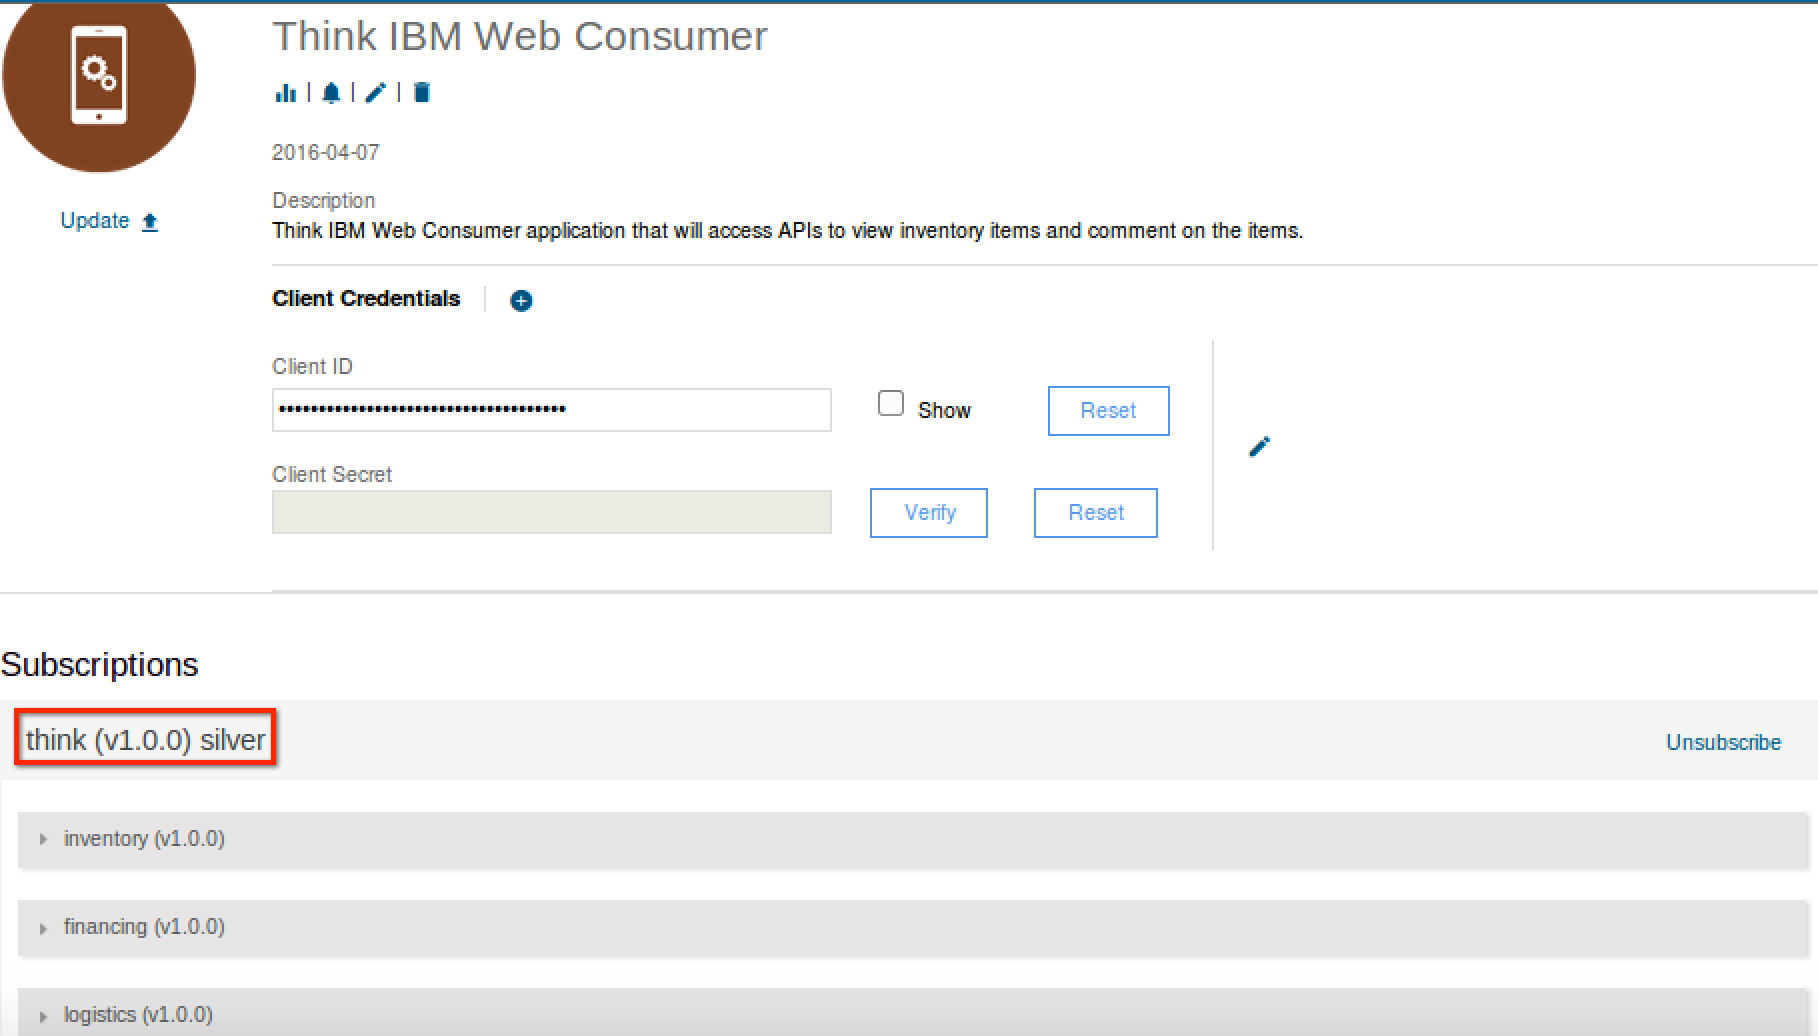 Think IBM Web Consumer
2016-04-07
Update
Description
Think IBM Web Consumer application that will access APIs to view inventory items and comment on the items.
Client Credentials
Client ID
••••••••••••••••••••••••••••••••••••
Show
Reset
Client Secret
Verify
Reset
Subscriptions
think (v1.0.0) silver
Unsubscribe
inventory (v1.0.0)
financing (v1.0.0)
logistics (v1.0.0)